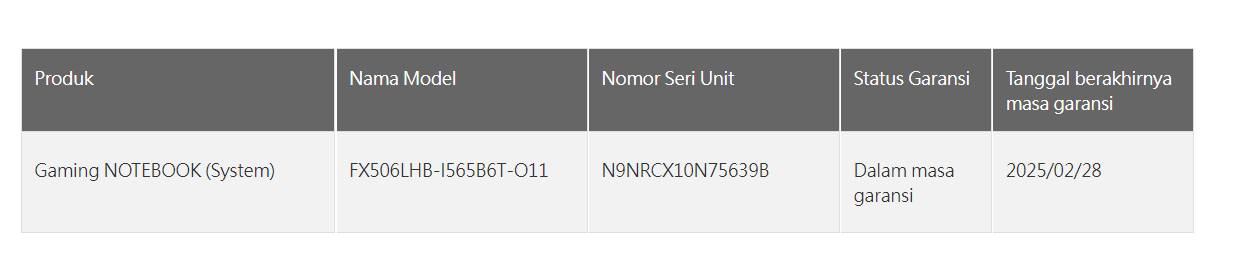 Produk
Nama Model
Nomor Seri Unit
Status Garansi
Tanggal berakhirnya
masa garansi
Gaming NOTEBOOK (System)
FX506LHB-I565B6T-O11
N9NRCX10N75639B
Dalam masa
garansi
2025/02/28